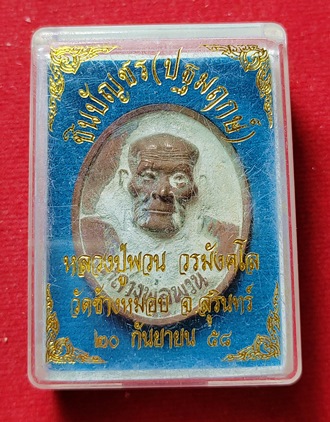 ชินบัญชร (ปฐมฤกษ์)
หลวงปู่พวน วรมังคโล
วัดช้างหมอบ จ.สุรินทร์
๒๐ กันยายน ๕๘